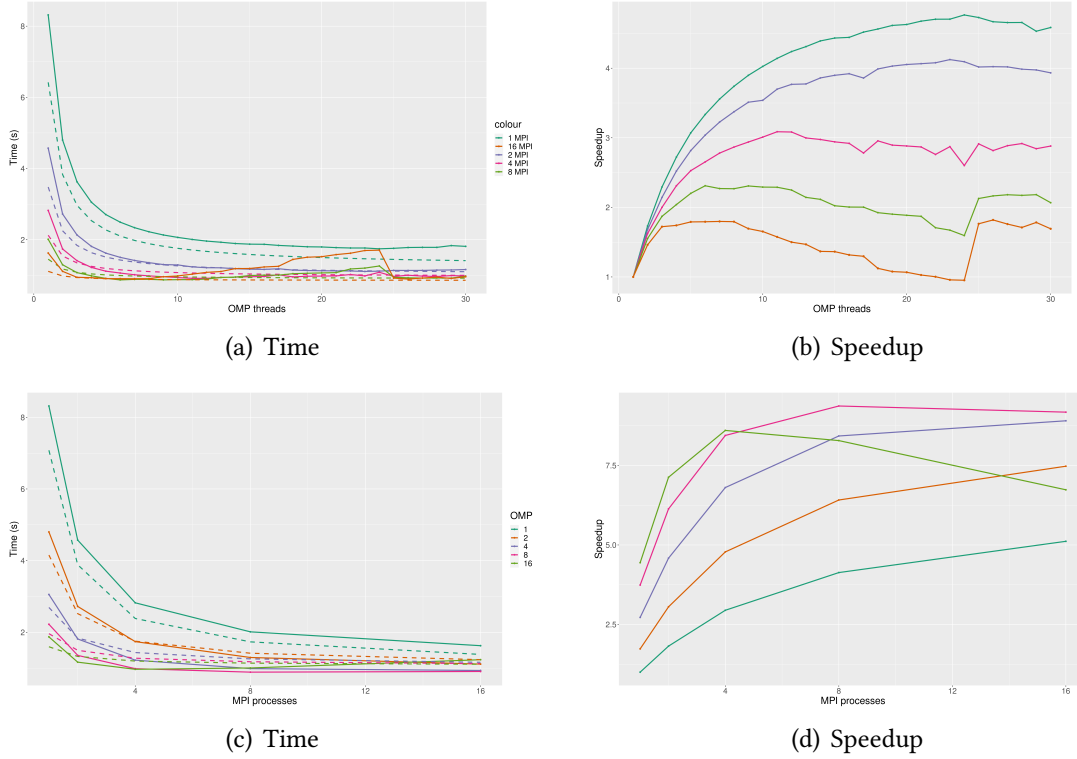 8
6
4
2
0
10
20
30
Time (s)
OMP threads
colour
1 MPI
16 MPI
2 MPI
4 MPI
8 MPI
(a) Time
4
3
2
1
0
10
20
30
Speedup
OMP threads
(b) Speedup
8
6
4
2
4
8
12
16
Time (s)
MPI processes
OMP
1
2
4
8
16
(c) Time
7.5
5.0
2.5
4
8
12
16
Speedup
MPI processes
(d) Speedup